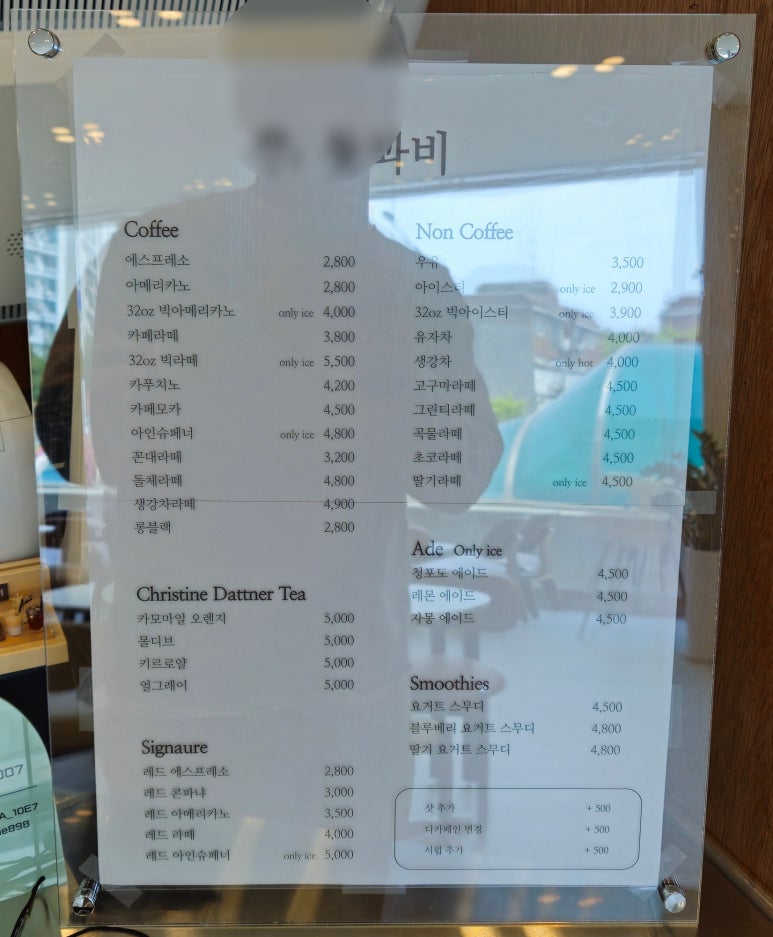 과비
Coffee
에스프레소 2,800
아메리카노 2,800
32oz 빅아메리카노 only ice 4,000
카페라떼 3,800
32oz 빅라떼 only ice 5,500
카푸치노 4,200
카페모카 4,500
아인슈페너 only ice 4,800
꼰대라떼 3,200
돌체라떼 4,800
생강차라떼 4,900
롱블랙 2,800
Christine Dattner Tea
카모마일 오렌지 5,000
몰디브 5,000
키르로얄 5,000
얼그레이 5,000
Signaure
레드 에스프레소 2,800
레드 콘파냐 3,000
레드 아메리카노 3,500
레드 라떼 4,000
레드 아인슈페너 only ice 5,000
Non Coffee
우유 3,500
아이스티 only ice 2,900
32oz 빅아이스티 only ice 3,900
유자차 4,000
생강차 only hot 4,000
고구마라떼 4,500
그린티라떼 4,500
곡물라떼 4,500
초코라떼 4,500
딸기라떼 only ice 4,500
Ade Only ice
청포도 에이드 4,500
레몬 에이드 4,500
자몽 에이드 4,500
Smoothies
요거트 스무디 4,500
블루베리 요거트 스무디 4,800
딸기 요거트 스무디 4,800
샷 추가 + 500
디카페인 변경 + 500
시럽 추가 + 500
007
A_10E7
e898